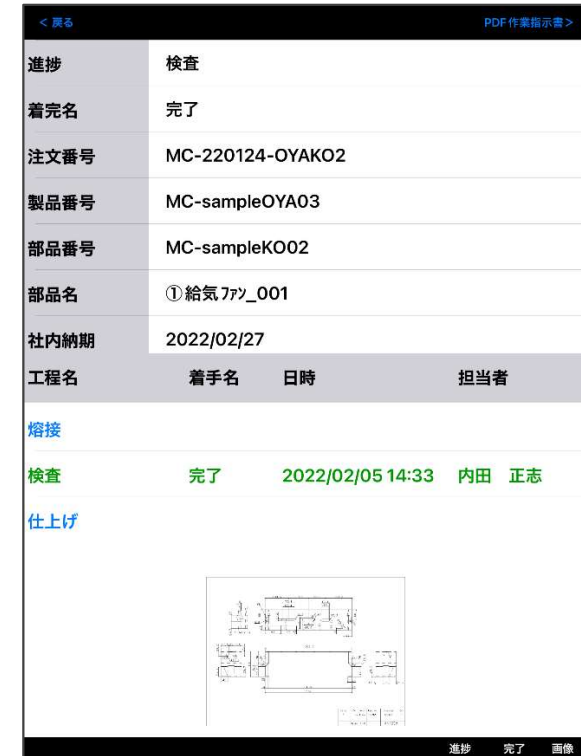 < 戻る PDF作業指示書>
進捗 検査
着完名 完了
注文番号 MC-220124-OYAKO2
製品番号 MC-sampleOYA03
部品番号 MC-sampleKO02
部品名 ①給気ﾌｧﾝ_001
社内納期 2022/02/27
工程名 着手名 日時 担当者
熔接
検査 完了 2022/02/05 14:33 内田 正志
仕上げ
進捗 完了 画像